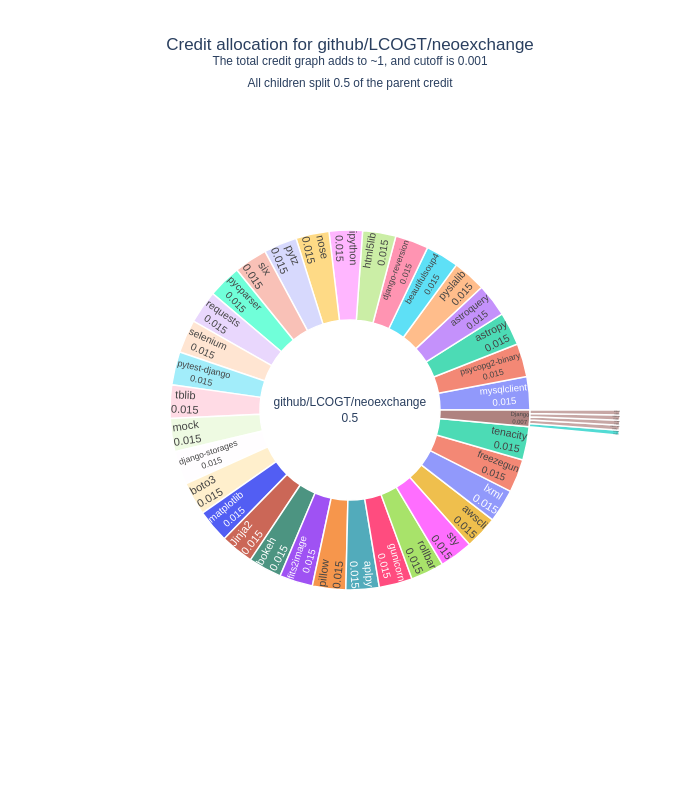 Credit allocation for github/LCOGT/neoexchange
The total credit graph adds to ~1, and cutoff is 0.001
All children split 0.5 of the parent credit
github/LCOGT/neoexchange
0.5
mysqlclient
0.015
psycopg2-binary
0.015
astropy
0.015
astroquery
0.015
pyslalib
0.015
beautifulsoup4
0.015
django-reversion
0.015
html5lib
0.015
ipython
0.015
nose
0.015
pytz
0.015
six
0.015
pycparser
0.015
requests
0.015
selenium
0.015
pytest-django
0.015
tblib
0.015
mock
0.015
django-storages
0.015
boto3
0.015
matplotlib
0.015
Jinja2
0.015
bokeh
0.015
fits2image
0.015
pillow
0.015
aplpy
0.015
gunicorn
0.015
rollbar
0.015
sty
0.015
awscli
0.015
lxml
0.015
freezegun
0.015
tenacity
0.015
Django
0.007